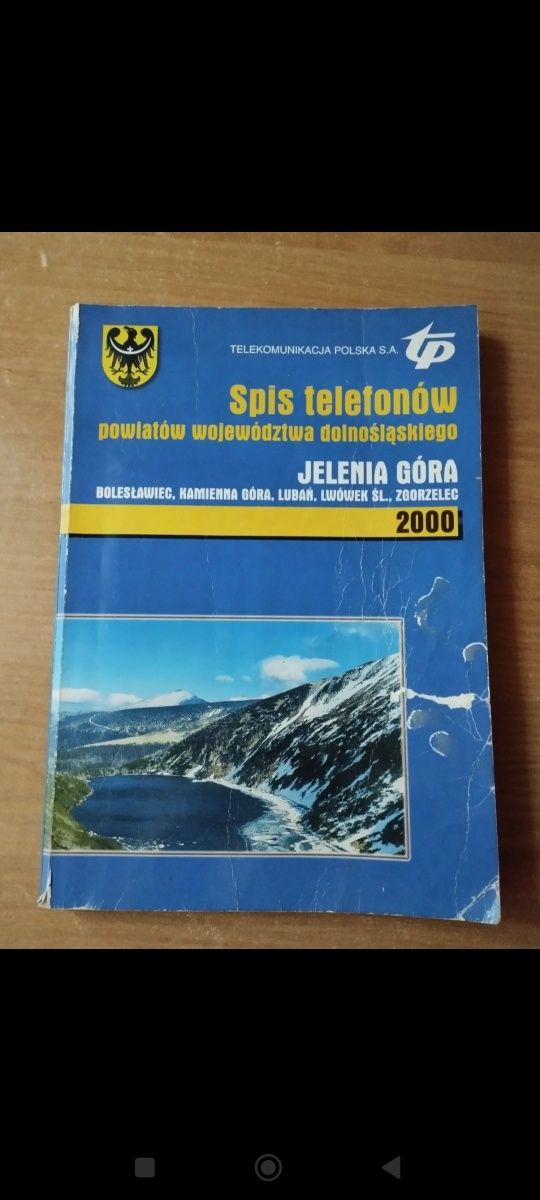 TELEKOMUNIKACJA POLSKA S.A. tp
Spis telefonów
powiatów województwa dolnośląskiego
JELENIA GÓRA
BOLESŁAWIEC, KAMIENNA GÓRA, LUBAŃ, LWÓWEK ŚL., ZGORZELEC
2000